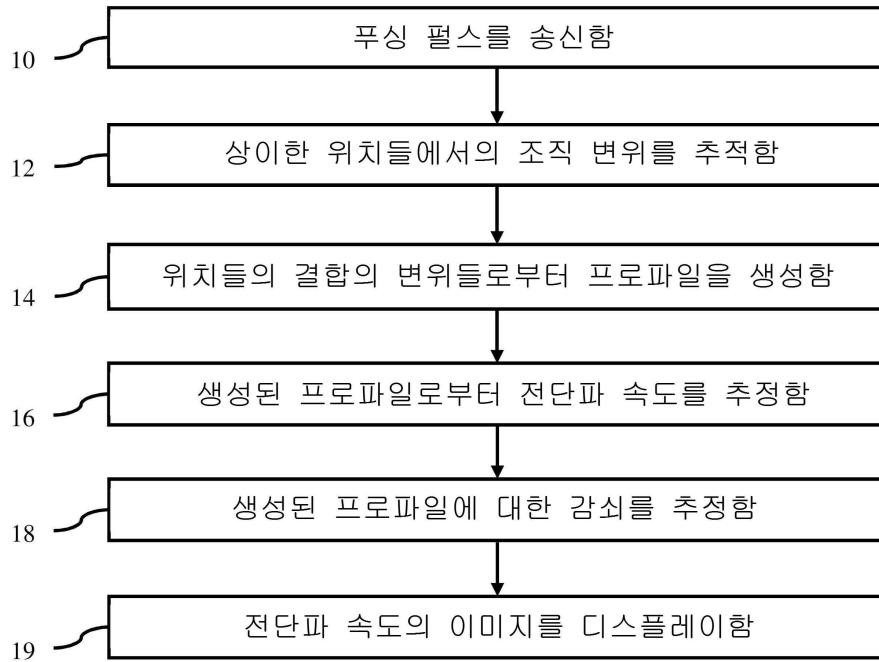 10 푸싱 펄스를 송신함
12 상이한 위치들에서의 조직 변위를 추적함
14 위치들의 결합의 변위들로부터 프로파일을 생성함
16 생성된 프로파일로부터 전단파 속도를 추정함
18 생성된 프로파일에 대한 감쇠를 추정함
19 전단파 속도의 이미지를 디스플레이함